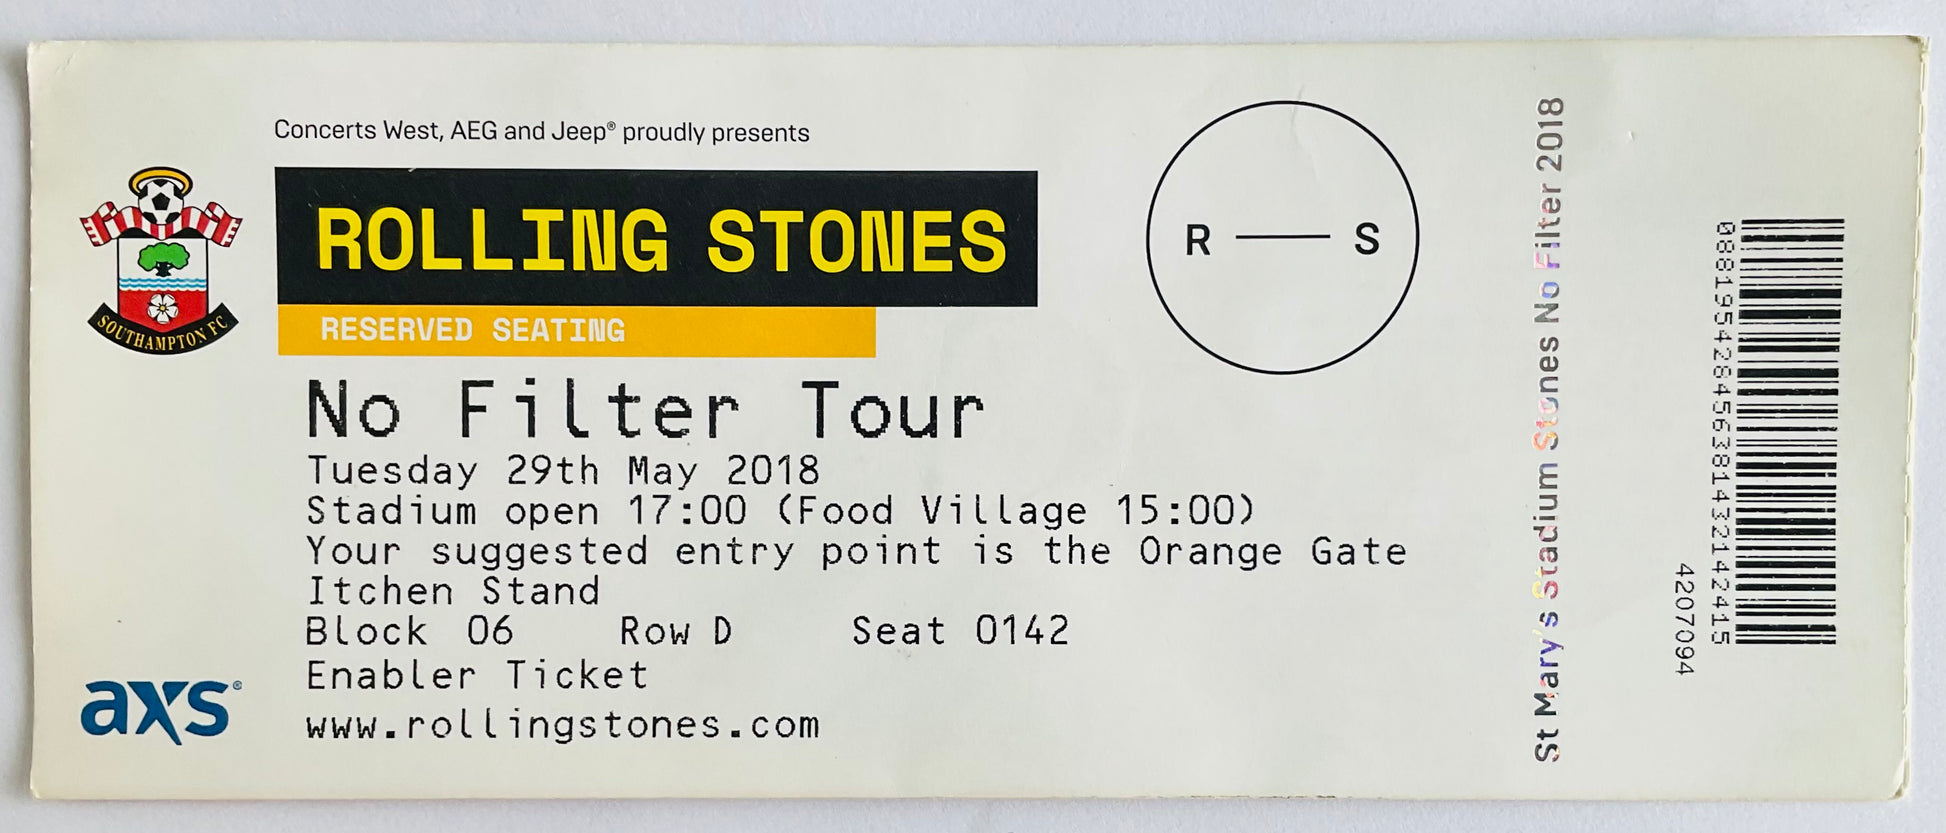 Concerts West, AEG and Jeep® proudly presents
ROLLING STONES
RESERVED SEATING
SOUTHAMPTON FC
R — S
No Filter Tour
Tuesday 29th May 2018
Stadium open 17:00 (Food Village 15:00)
Your suggested entry point is the Orange Gate
Itchen Stand
Block 06 Row D Seat 0142
Enabler Ticket
www.rollingstones.com
axs®
St Mary's Stadium Stones No Filter 2018
4207094
088195428456381432142415